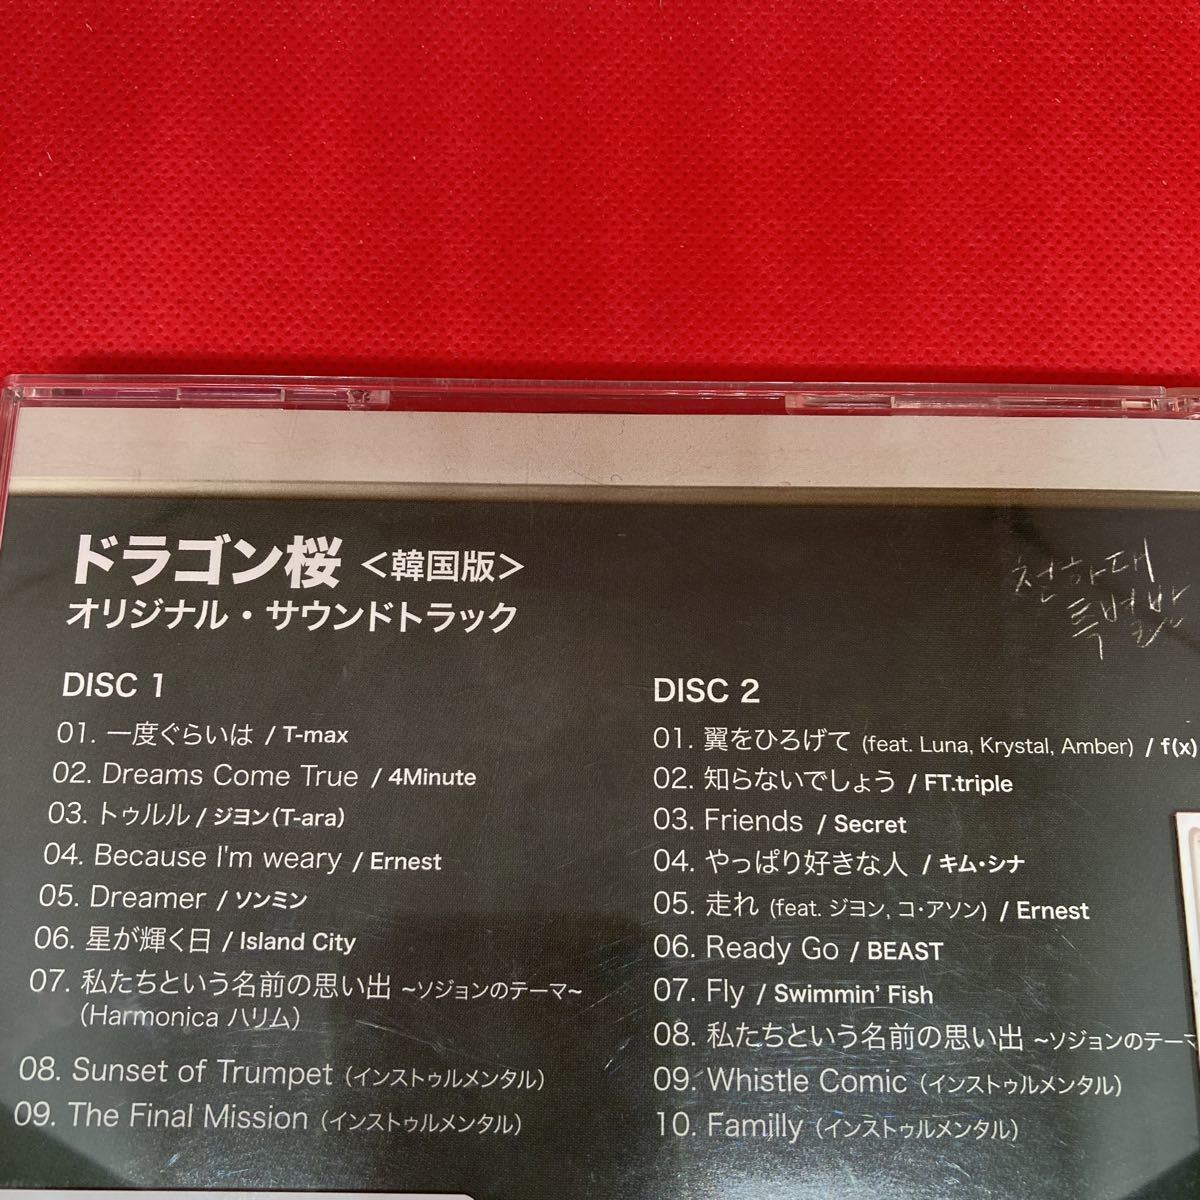 ドラゴン桜 <韓国版>
オリジナル・サウンドトラック
천하대
특별반
DISC 1
01. 一度ぐらいは / T-max
02. Dreams Come True / 4Minute
03. トゥルル / ジヨン(T-ara)
04. Because I'm weary / Ernest
05. Dreamer / ソンミン
06. 星が輝く日 / Island City
07. 私たちという名前の思い出 ~ソジョンのテーマ~
(Harmonica ハリム)
08. Sunset of Trumpet (インストゥルメンタル)
09. The Final Mission (インストゥルメンタル)
DISC 2
01. 翼をひろげて (feat. Luna, Krystal, Amber) / f(x)
02. 知らないでしょう / FT.triple
03. Friends / Secret
04. やっぱり好きな人 / キム・シナ
05. 走れ (feat. ジヨン, コ・アソン) / Ernest
06. Ready Go / BEAST
07. Fly / Swimmin' Fish
08. 私たちという名前の思い出 ~ソジョンのテーマ
09. Whistle Comic (インストゥルメンタル)
10. Familly (インストゥルメンタル)